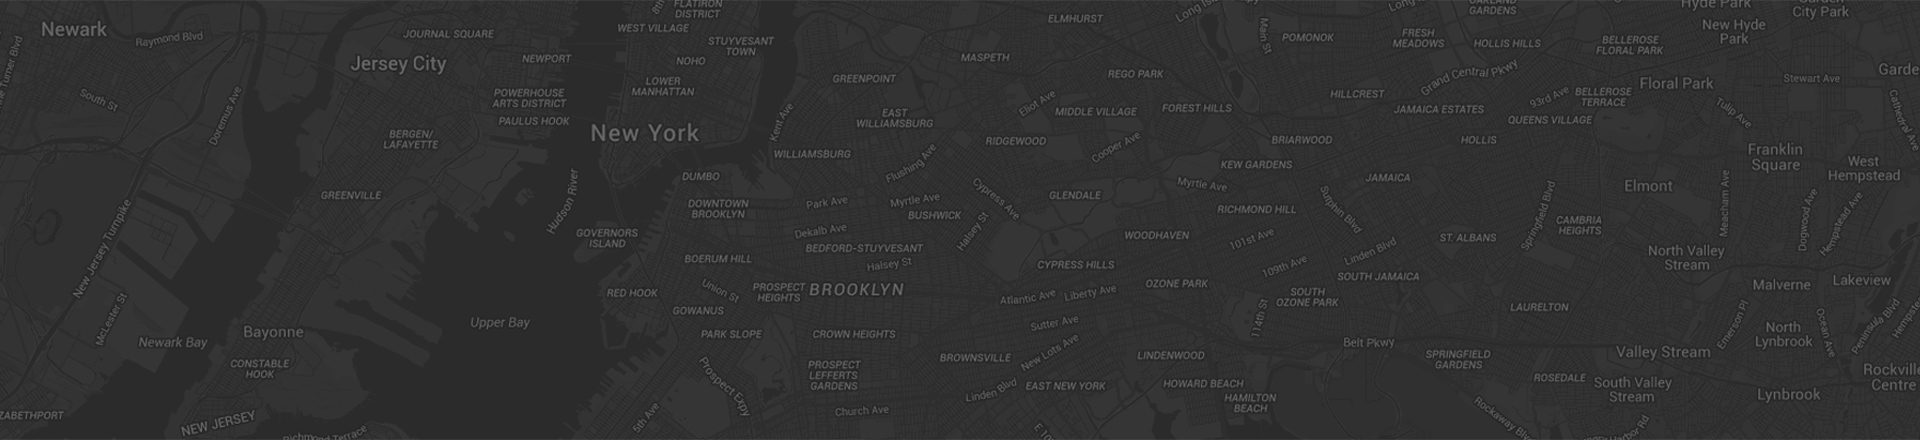 FLATIRON
DISTRICT
8th
WEST VILLAGE
STUYVESANT
TOWN
NOHO
LOWER
MANHATTAN
ELMHURST
Main St
POMONOK
FRESH
MEADOWS
GARDENS
HOLLIS HILLS
BELLEROSE
FLORAL PARK
Hyde Park
New Hyde
Park
City Park
Newark
Raymond Blvd
JOURNAL SQUARE
Jersey City
NEWPORT
MASPETH
GREENPOINT
REGO PARK
Grand Central Pkwy
Floral Park
Stewart Ave
South St
Doremus Ave
POWERHOUSE
ARTS DISTRICT
PAULUS HOOK
New York
Kent Ave
EAST
WILLIAMSBURG
Eliot Ave
MIDDLE VILLAGE
FOREST HILLS
HILLCREST
JAMAICA ESTATES
93rd Ave
BELLEROSE
TERRACE
QUEENS VILLAGE
Tulip Ave
Cathedral Ave
BERGEN/
LAFAYETTE
WILLIAMSBURG
Flushing Ave
RIDGEWOOD
Cooper Ave
BRIARWOOD
HOLLIS
Franklin
Square
West
Hempstead
KEW GARDENS
JAMAICA
Elmont
GREENVILLE
Hudson River
DUMBO
DOWNTOWN
BROOKLYN
Park Ave
Myrtle Ave
BUSHWICK
Cypress Ave
Halsey St
GLENDALE
Myrtle Ave
RICHMOND HILL
Sutphin Blvd
Springfield Blvd
CAMBRIA
HEIGHTS
Meacham Ave
Dogwood Ave
Hempstead Ave
New Jersey Turnpike
GOVERNORS
ISLAND
Dekalb Ave
BEDFORD-STUYVESANT
Halsey St
WOODHAVEN
101st Ave
Linden Blvd
ST. ALBANS
North Valley
Stream
BOERUM HILL
CYPRESS HILLS
109th Ave
SOUTH JAMAICA
Malverne
Lakeview
RED HOOK
Union St
PROSPECT
HEIGHTS
BROOKLYN
Atlantic Ave
Liberty Ave
OZONE PARK
SOUTH
OZONE PARK
LAURELTON
McLester St
Newark Bay
Bayonne
Upper Bay
GOWANUS
PARK SLOPE
CROWN HEIGHTS
Sutter Ave
114th St
Belt Pkwy
Emerson Pl
North
Lynbrook
Ocean Ave
Peninsula Blvd
CONSTABLE
HOOK
Prospect Expy
PROSPECT
LEFFERTS
GARDENS
BROWNSVILLE
New Lots Ave
LINDENWOOD
SPRINGFIELD
GARDENS
Valley Stream
Linden Blvd
EAST NEW YORK
HOWARD BEACH
HAMILTON
BEACH
ROSEDALE
South Valley
Stream
Lynbrook
Rockville
Centre
ZABETHPORT
NEW JERSEY
Richmond Terrace
5th Ave
Church Ave
Rockaway Blv